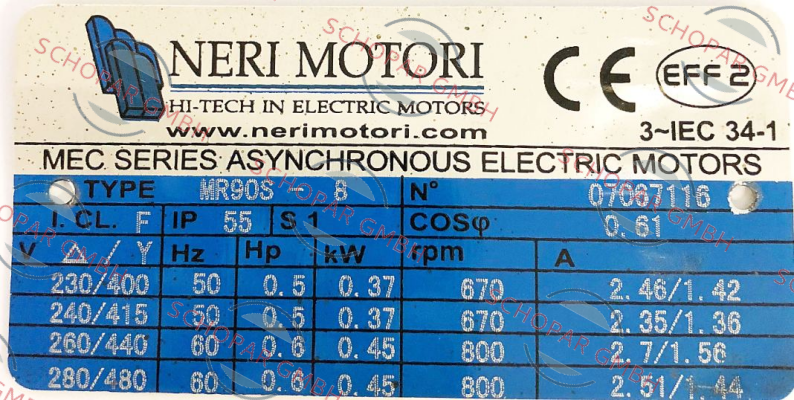 NERI MOTORI
HI-TECH IN ELECTRIC MOTORS
www.nerimotori.com
CE
EFF 2
3~IEC 34-1
MEC SERIES ASYNCHRONOUS ELECTRIC MOTORS
TYPE MR90S - 8 N° 07067116
I. CL. F IP 55 S 1 COSφ 0.61
V Δ / Y Hz Hp kW rpm A
230/400 50 0.5 0.37 670 2.46/1.42
240/415 50 0.5 0.37 670 2.35/1.36
260/440 60 0.6 0.45 800 2.7/1.56
280/480 60 0.6 0.45 800 2.51/1.44
SCHOPAR GMBH